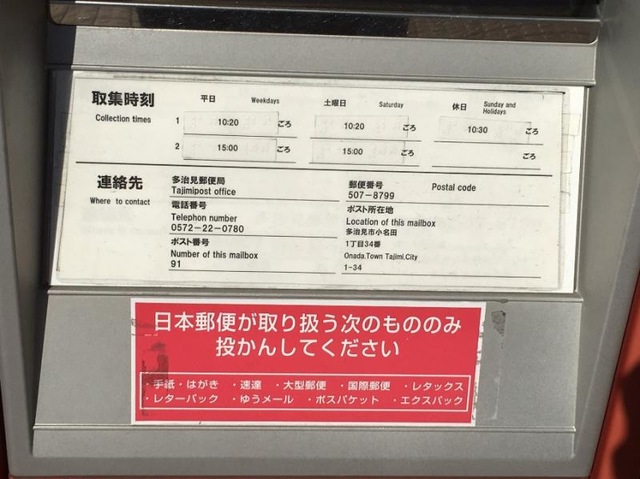 取集時刻
Collection times
平日 Weekdays
土曜日 Saturday
休日 Sunday and Holidays
1 10:20 ごろ 10:20 ごろ 10:30 ごろ
2 15:00 ごろ 15:00 ごろ ごろ
連絡先
Where to contact
多治見郵便局
Tajimipost office
電話番号
Telephon number
0572-22-0780
ポスト番号
Number of this mailbox
91
郵便番号 Postal code
507-8799
ポスト所在地
Location of this mailbox
多治見市小名田
1丁目34番
Onada,Town Tajimi,City
1-34
日本郵便が取り扱う次のもののみ
投かんしてください
・手紙・はがき ・速達 ・大型郵便 ・国際郵便 ・レタックス
・レターパック ・ゆうメール ・ポスパケット ・エクスパック